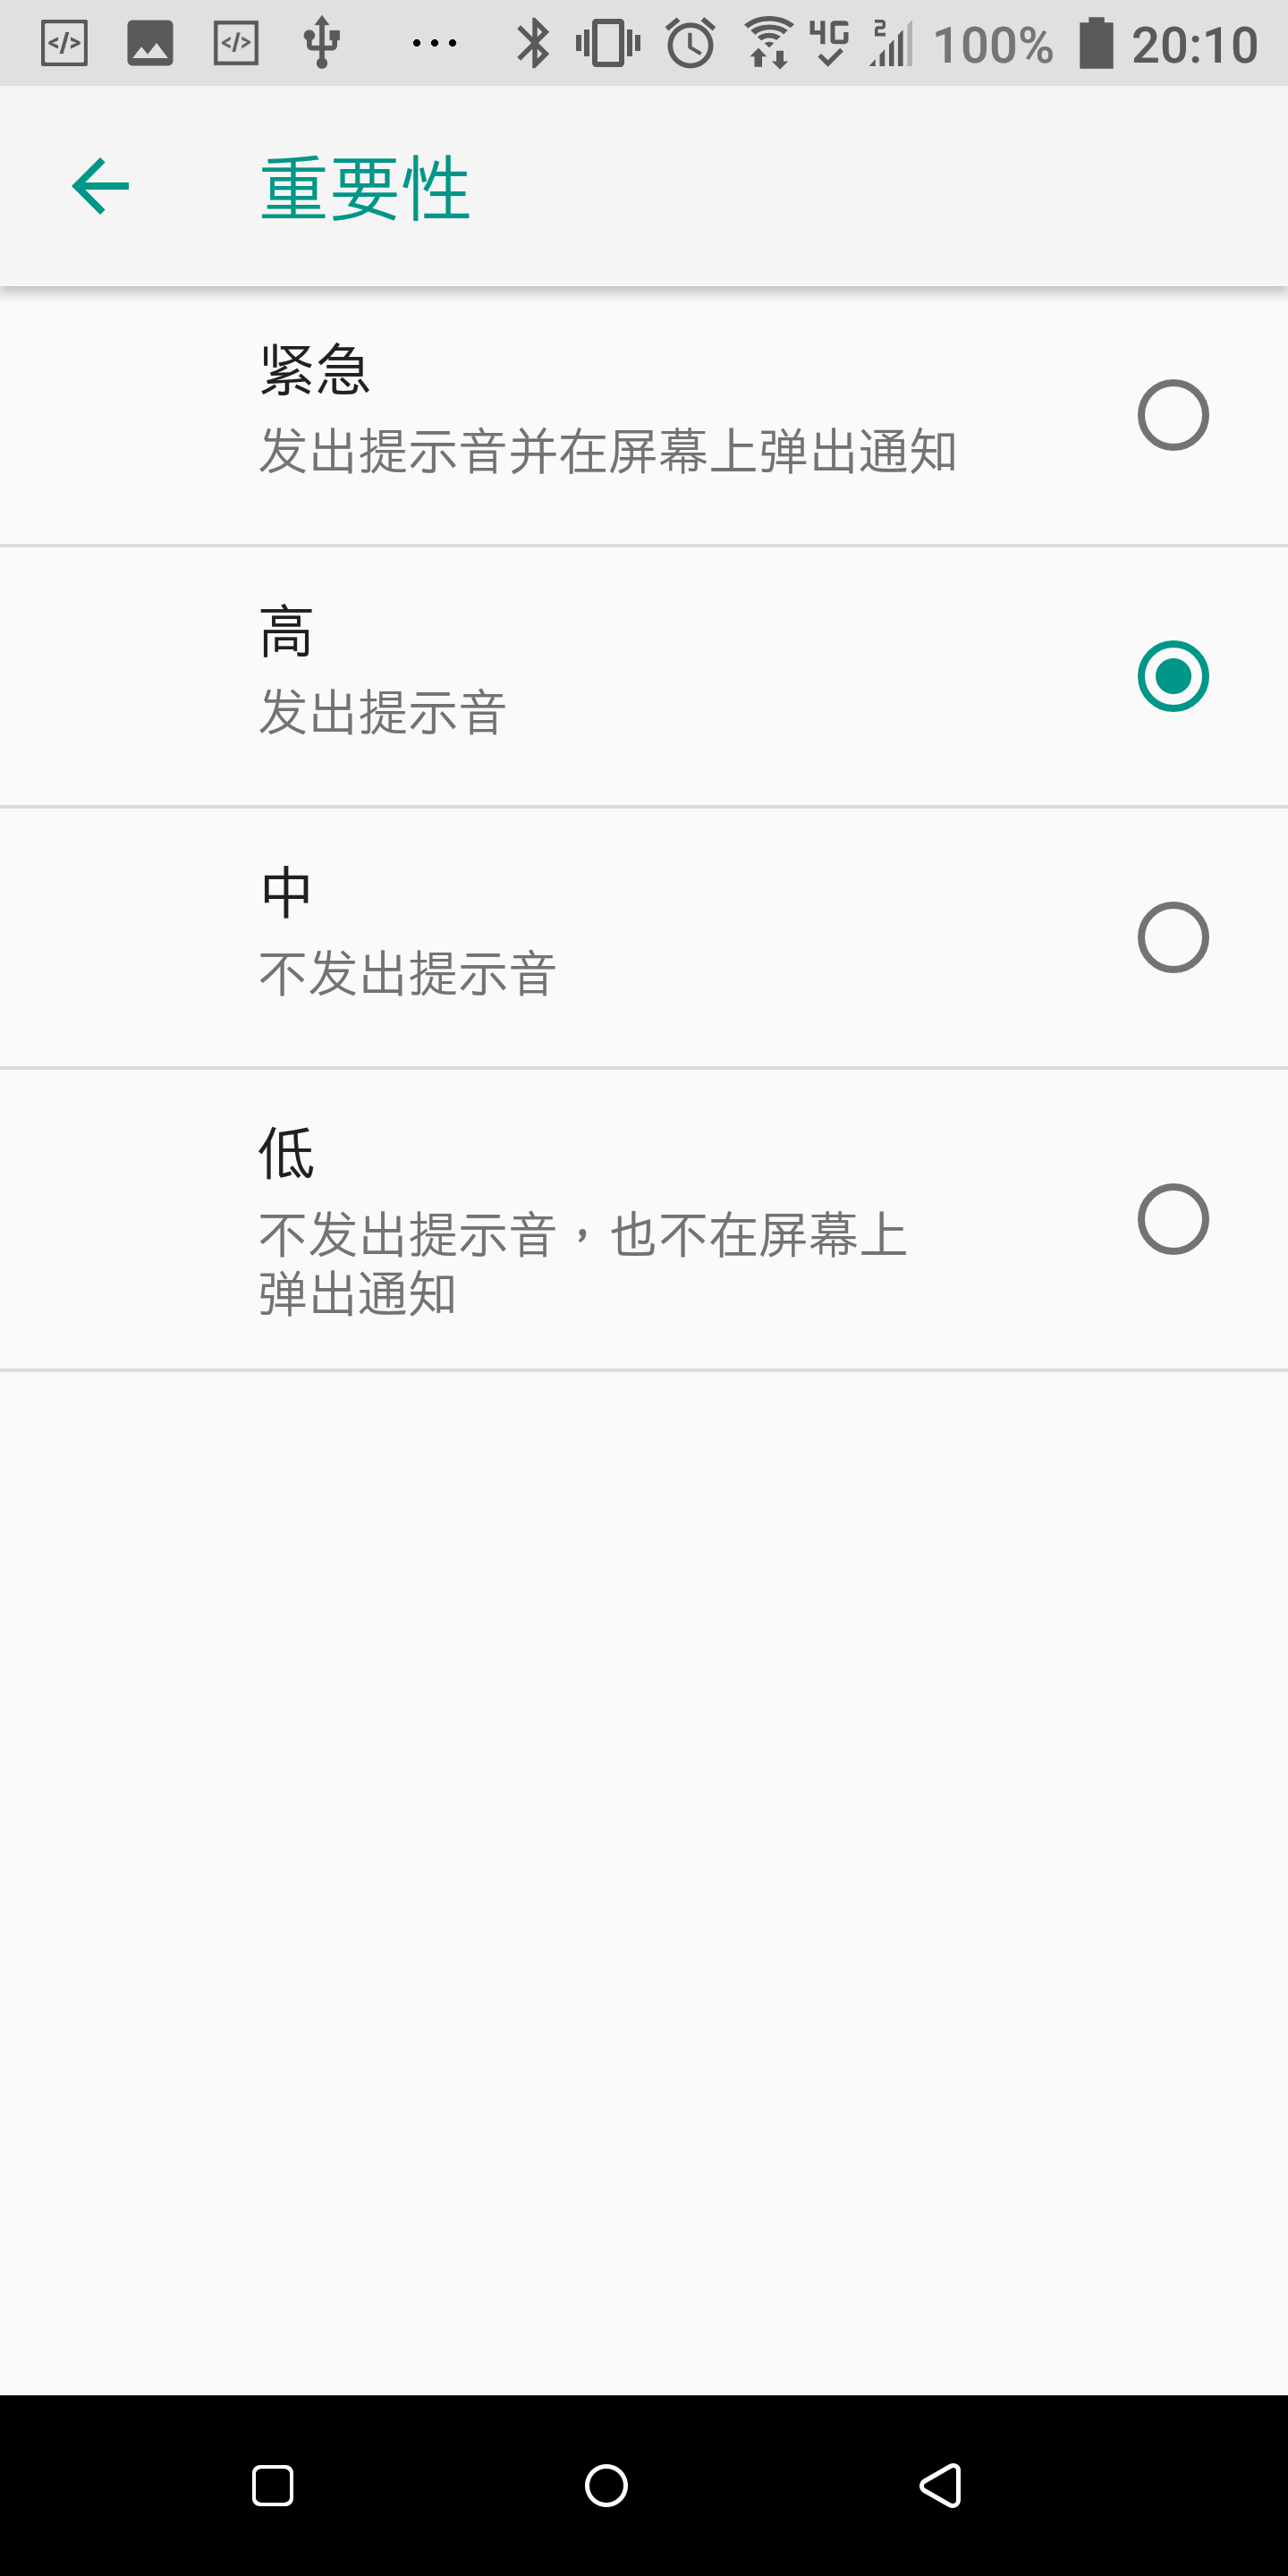 100% 20:10
重要性
紧急
发出提示音并在屏幕上弹出通知
高
发出提示音
中
不发出提示音
低
不发出提示音，也不在屏幕上
弹出通知